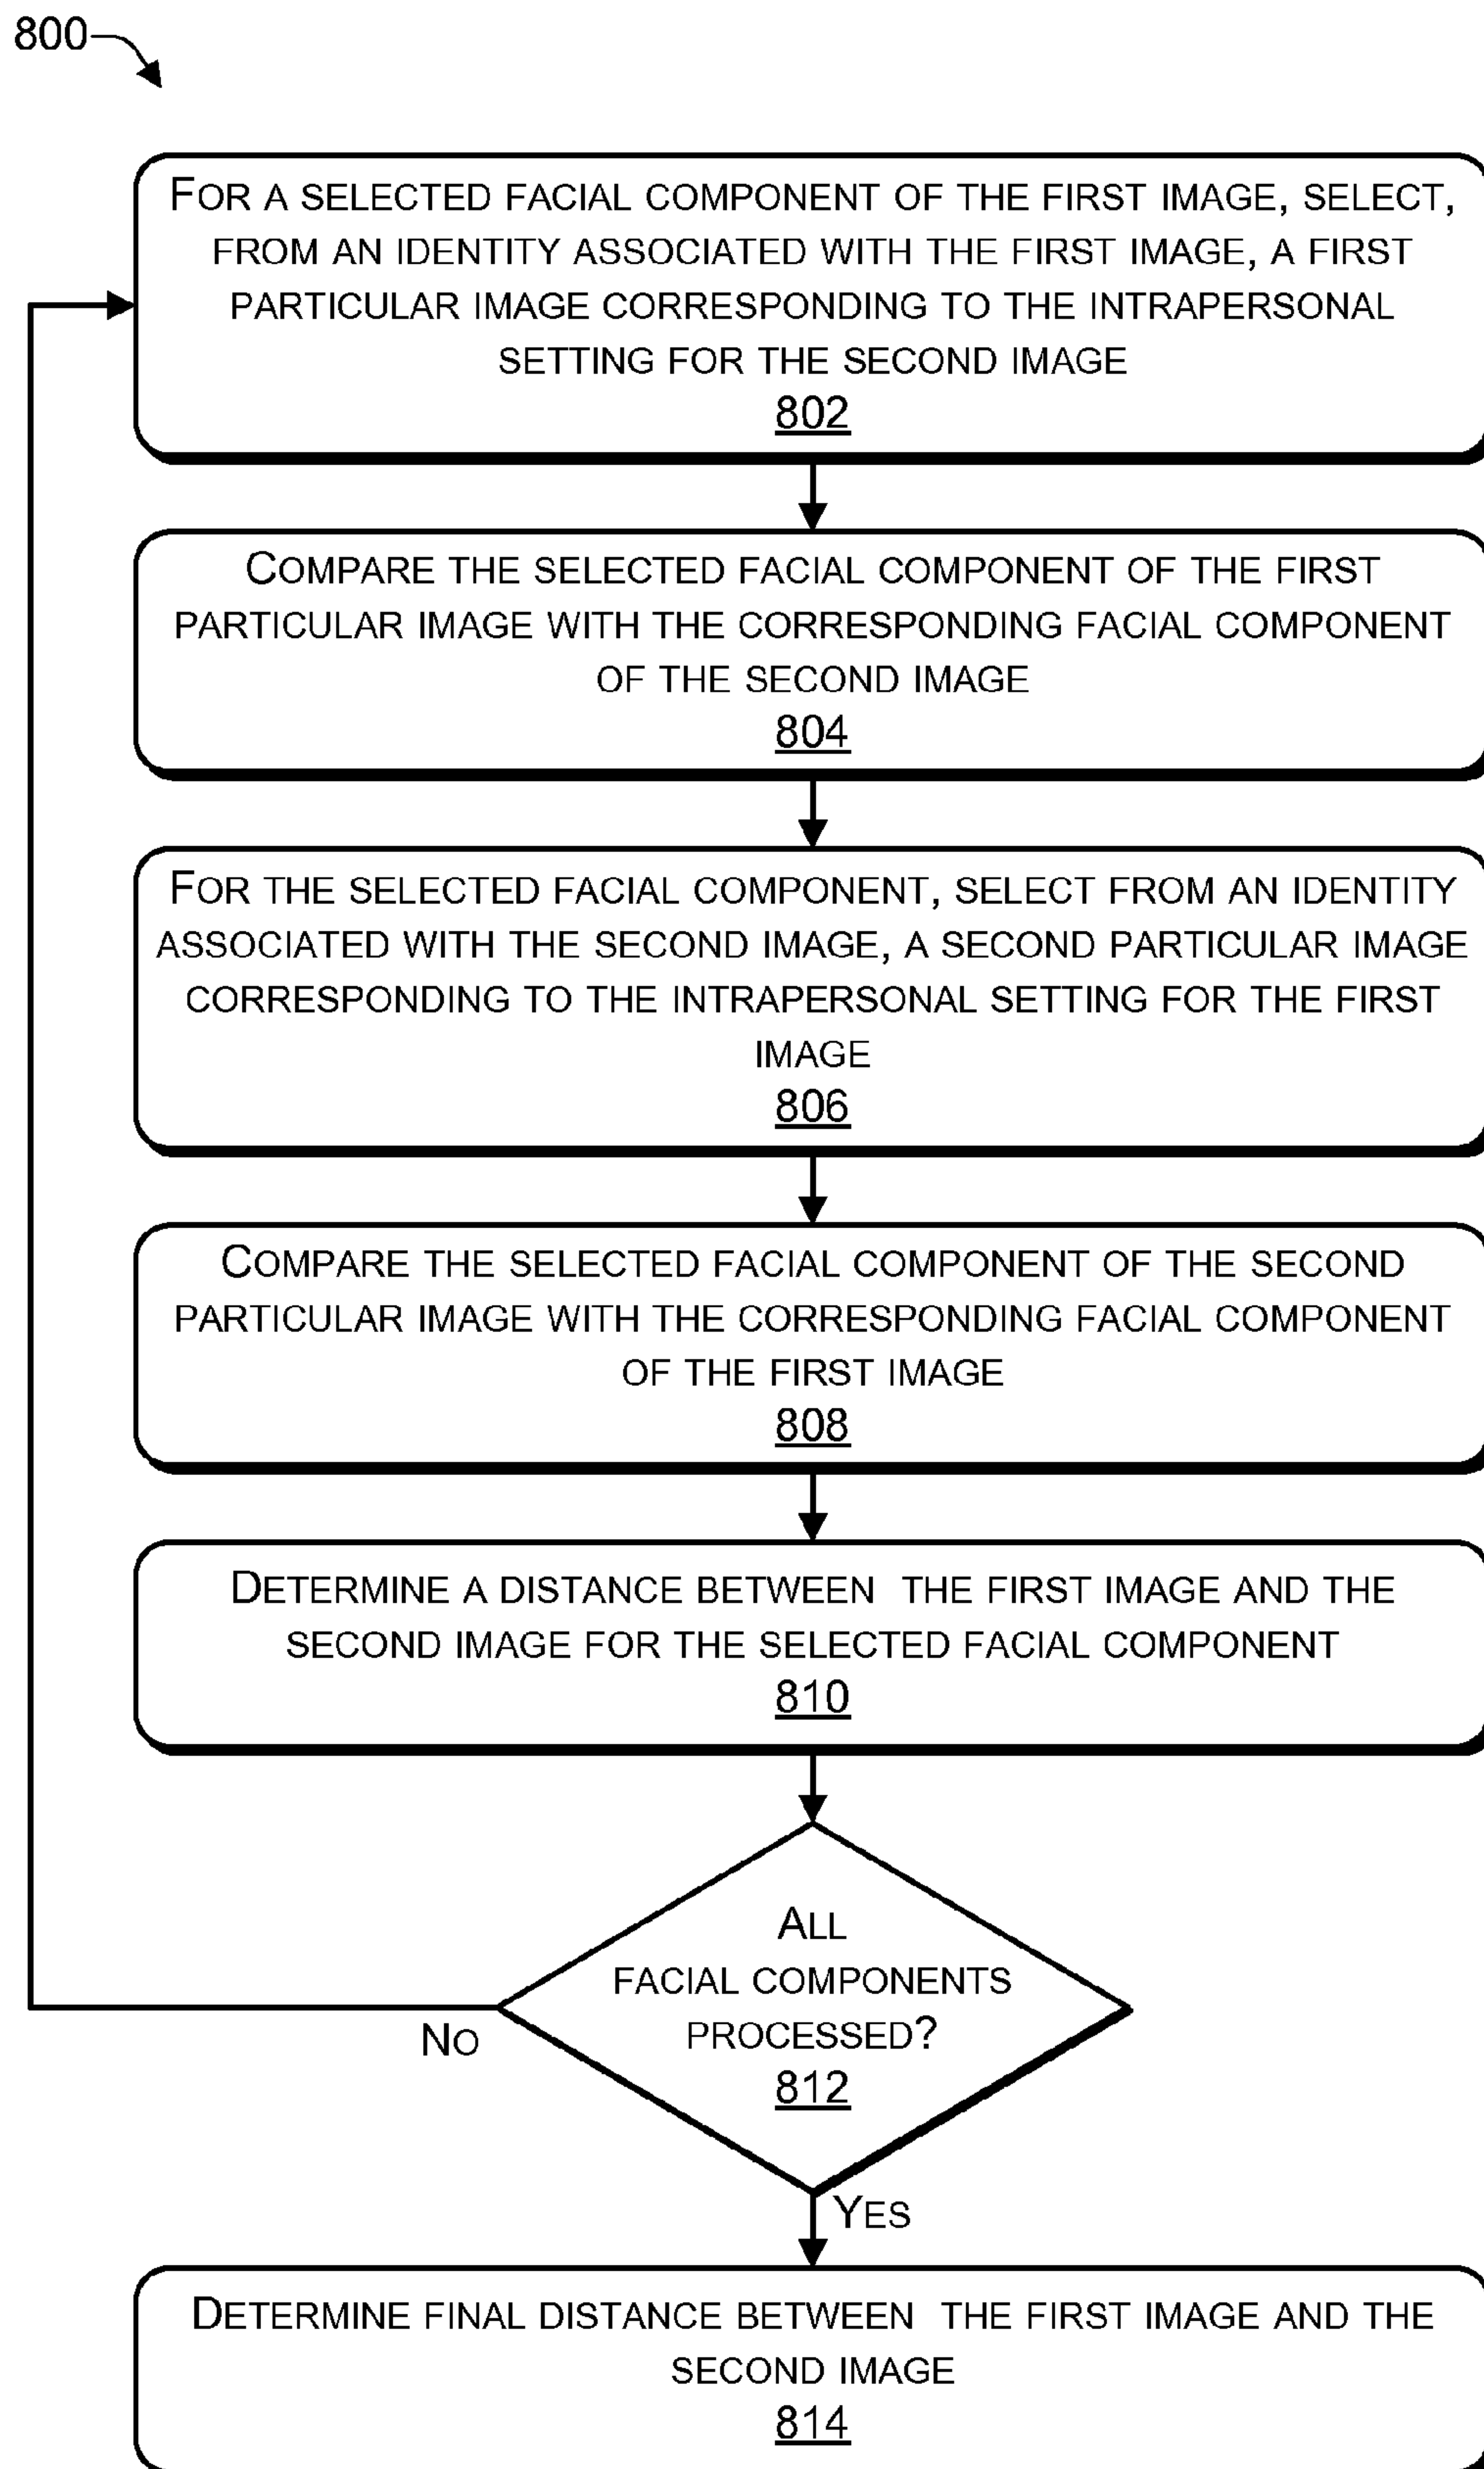 800
FOR A SELECTED FACIAL COMPONENT OF THE FIRST IMAGE, SELECT,
FROM AN IDENTITY ASSOCIATED WITH THE FIRST IMAGE, A FIRST
PARTICULAR IMAGE CORRESPONDING TO THE INTRAPERSONAL
SETTING FOR THE SECOND IMAGE
802
COMPARE THE SELECTED FACIAL COMPONENT OF THE FIRST
PARTICULAR IMAGE WITH THE CORRESPONDING FACIAL COMPONENT
OF THE SECOND IMAGE
804
FOR THE SELECTED FACIAL COMPONENT, SELECT FROM AN IDENTITY
ASSOCIATED WITH THE SECOND IMAGE, A SECOND PARTICULAR IMAGE
CORRESPONDING TO THE INTRAPERSONAL SETTING FOR THE FIRST
IMAGE
806
COMPARE THE SELECTED FACIAL COMPONENT OF THE SECOND
PARTICULAR IMAGE WITH THE CORRESPONDING FACIAL COMPONENT
OF THE FIRST IMAGE
808
DETERMINE A DISTANCE BETWEEN THE FIRST IMAGE AND THE
SECOND IMAGE FOR THE SELECTED FACIAL COMPONENT
810
ALL
FACIAL COMPONENTS
PROCESSED?
812
NO
YES
DETERMINE FINAL DISTANCE BETWEEN THE FIRST IMAGE AND THE
SECOND IMAGE
814